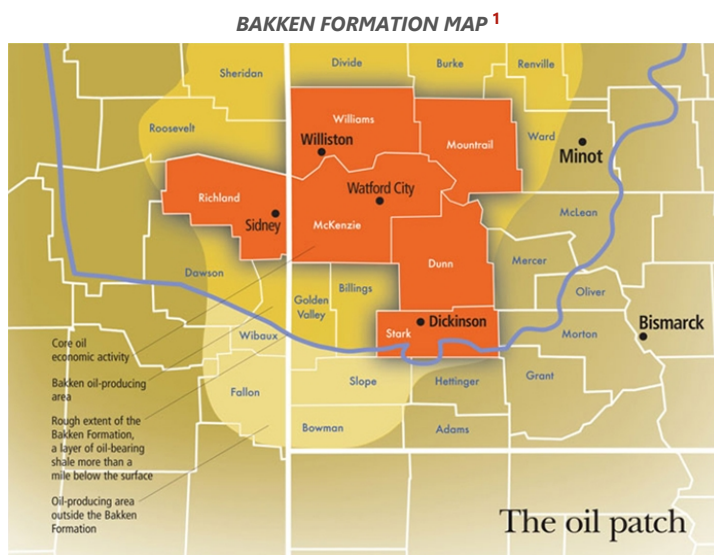 BAKKEN FORMATION MAP 1
Sheridan
Divide
Burke
Renville
Roosevelt
Williams
Williston
Mountrail
Ward
Minot
Richland
Watford City
Sidney
McKenzie
McLean
Dawson
Dunn
Mercer
Billings
Golden
Valley
Oliver
Wibaux
Stark
Dickinson
Morton
Bismarck
Fallon
Slope
Hettinger
Grant
Bowman
Adams
Core oil
economic activity
Bakken oil-producing
area
Rough extent of the
Bakken Formation,
a layer of oil-bearing
shale more than a
mile below the surface
Oil-producing area
outside the Bakken
Formation
The oil patch